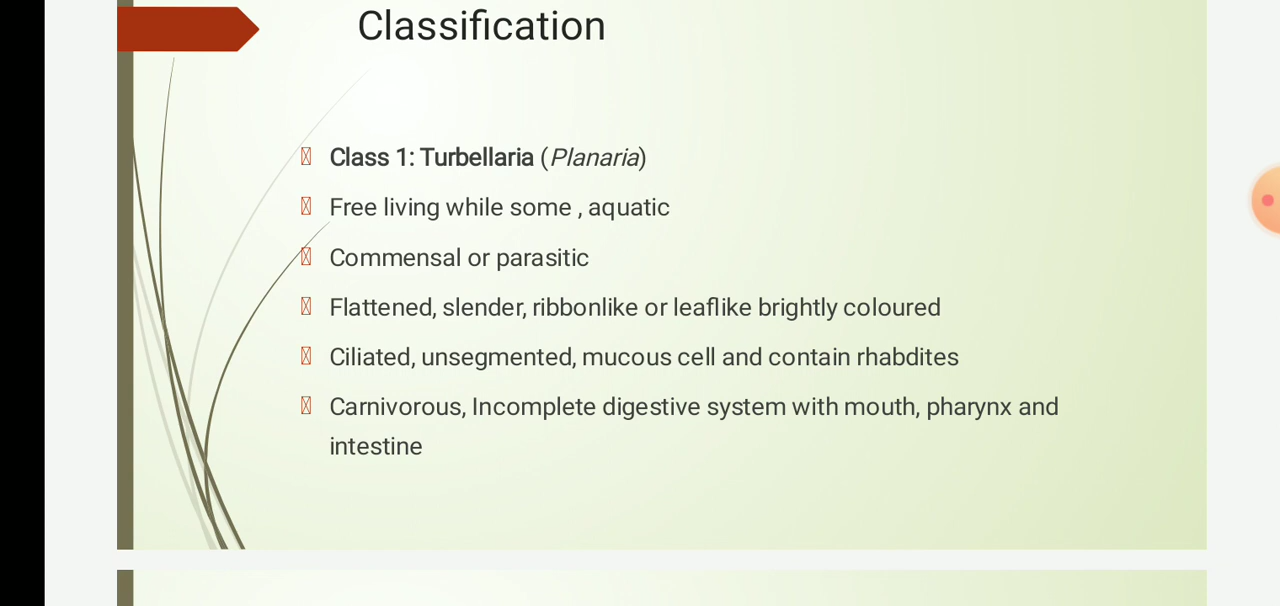 Classification
Class 1: Turbellaria (Planaria)
Free living while some , aquatic
Commensal or parasitic
Flattened, slender, ribbonlike or leaflike brightly coloured
Ciliated, unsegmented, mucous cell and contain rhabdites
Carnivorous, Incomplete digestive system with mouth, pharynx and
intestine